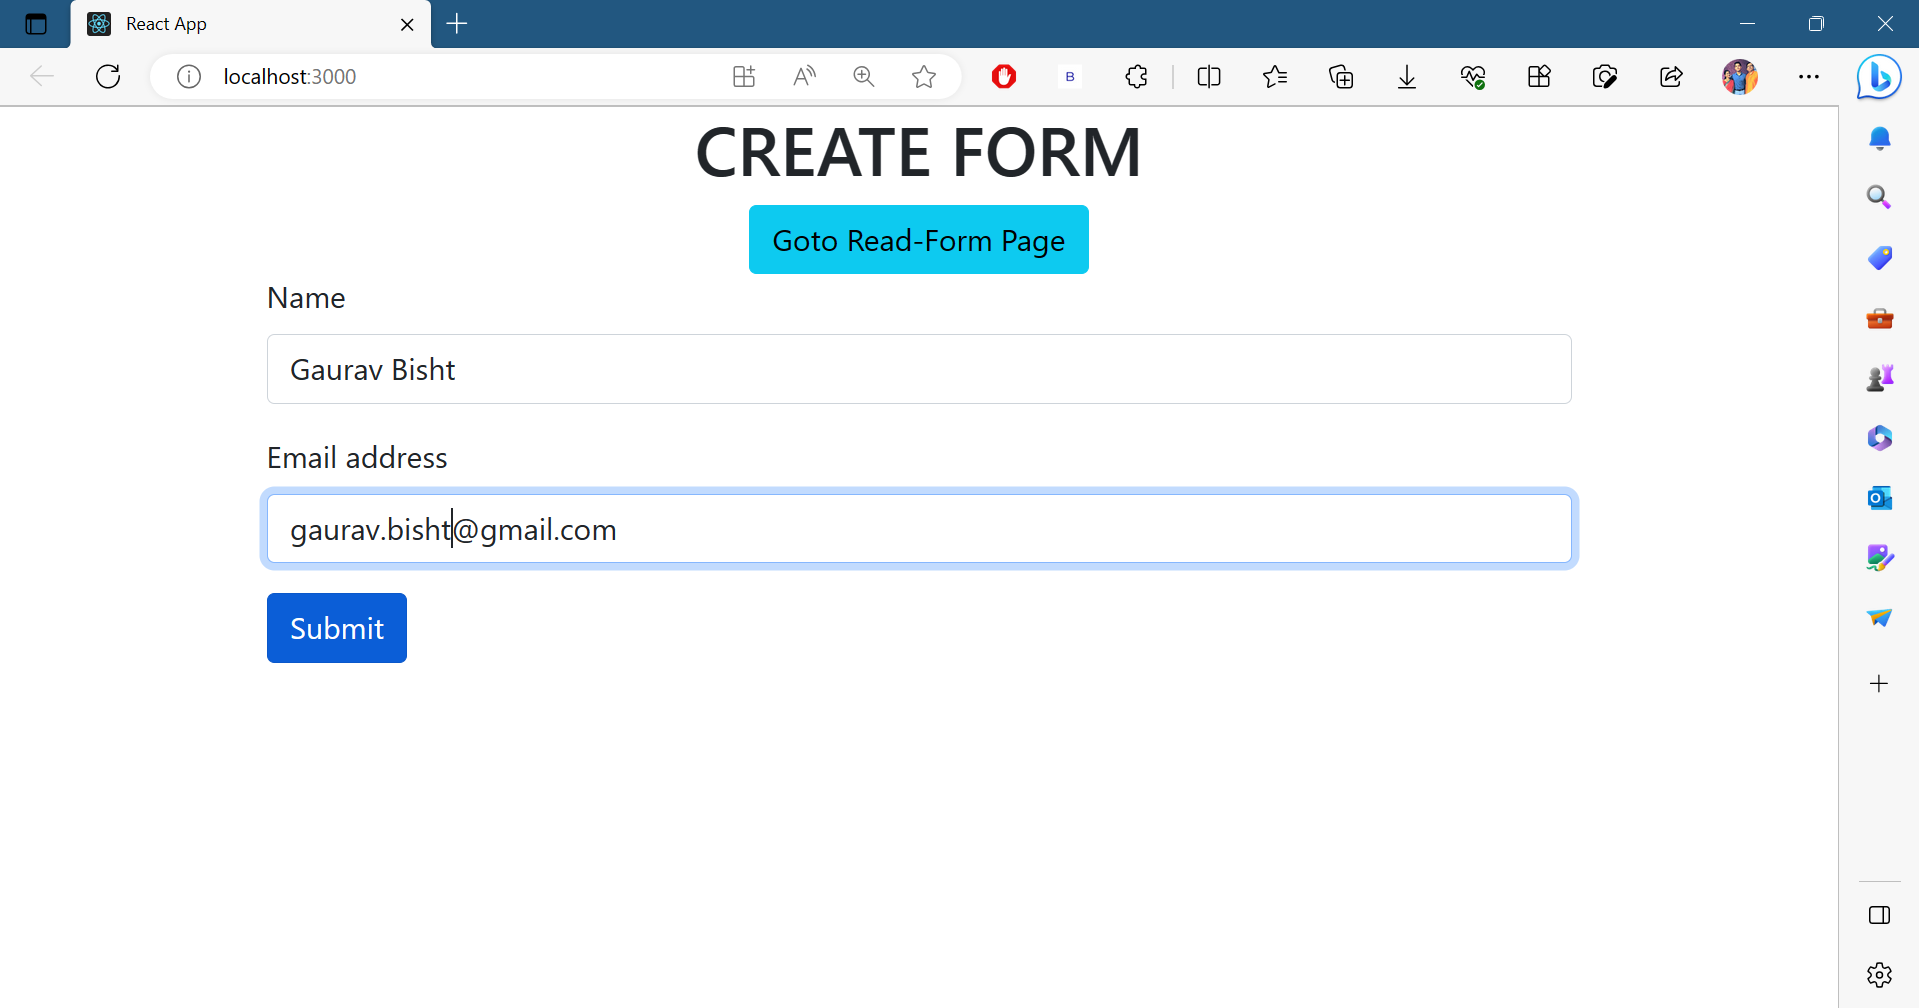 React App
localhost:3000
B
CREATE FORM
Goto Read-Form Page
Name
Gaurav Bisht
Email address
gaurav.bisht@gmail.com
Submit